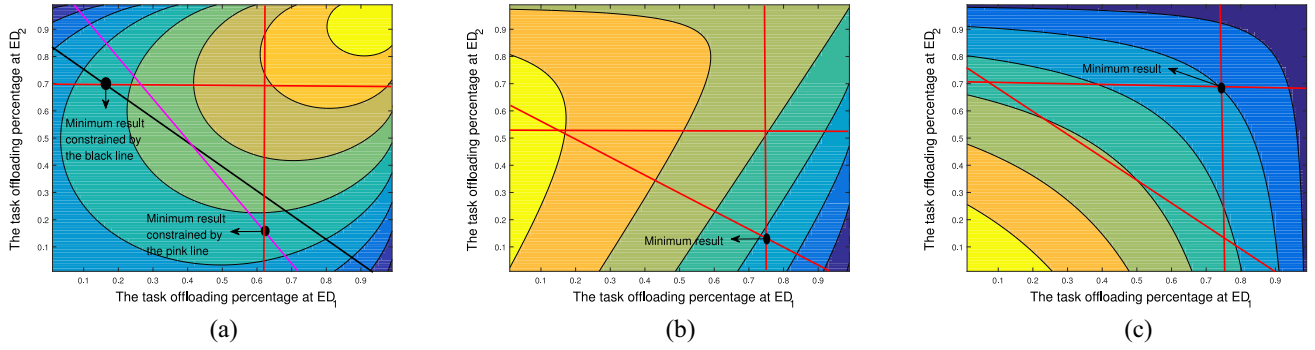 The task offloading percentage at ED2
0.9
0.8
0.7
0.6
0.5
0.4
0.3
0.2
0.1
Minimum result
constrained by
the black line
Minimum result
constrained by
the pink line
0.1 0.2 0.3 0.4 0.5 0.6 0.7 0.8 0.9
The task offloading percentage at ED1
(a)
The task offloading percentage at ED2
0.9
0.8
0.7
0.6
0.5
0.4
0.3
0.2
0.1
Minimum result
0.1 0.2 0.3 0.4 0.5 0.6 0.7 0.8 0.9
The task offloading percentage at ED1
(b)
The task offloading percentage at ED2
0.9
0.8
0.7
0.6
0.5
0.4
0.3
0.2
0.1
Minimum result
0.1 0.2 0.3 0.4 0.5 0.6 0.7 0.8 0.9
The task offloading percentage at ED1
(c)